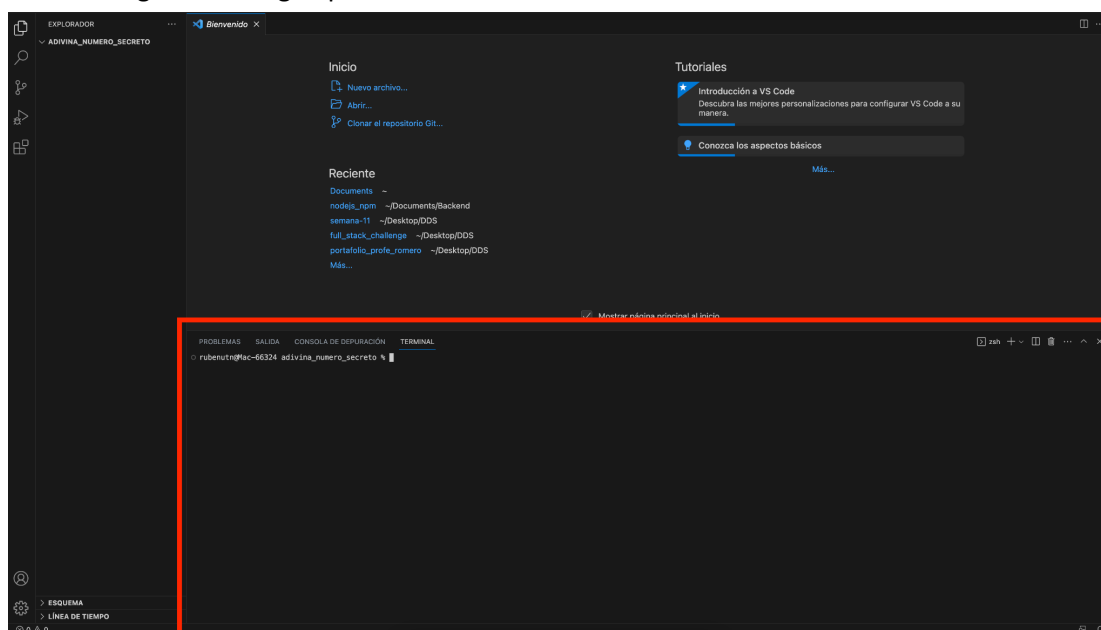 EXPLORADOR
Bienvenido
ADIVINA_NUMERO_SECRETO
Inicio
Nuevo archivo...
Abrir...
Clonar el repositorio Git...
Reciente
Documents ~
nodejs_npm ~/Documents/Backend
semana-11 ~/Desktop/DDS
full_stack_challenge ~/Desktop/DDS
portafolio_profe_romero ~/Desktop/DDS
Más...
Tutoriales
Introducción a VS Code
Descubra las mejores personalizaciones para configurar VS Code a su
manera.
Conozca los aspectos básicos
Más...
Mostrar página principal al inicio
PROBLEMAS SALIDA CONSOLA DE DEPURACIÓN TERMINAL
zsh
rubenutn@Mac-66324 adivina_numero_secreto %
ESQUEMA
LÍNEA DE TIEMPO